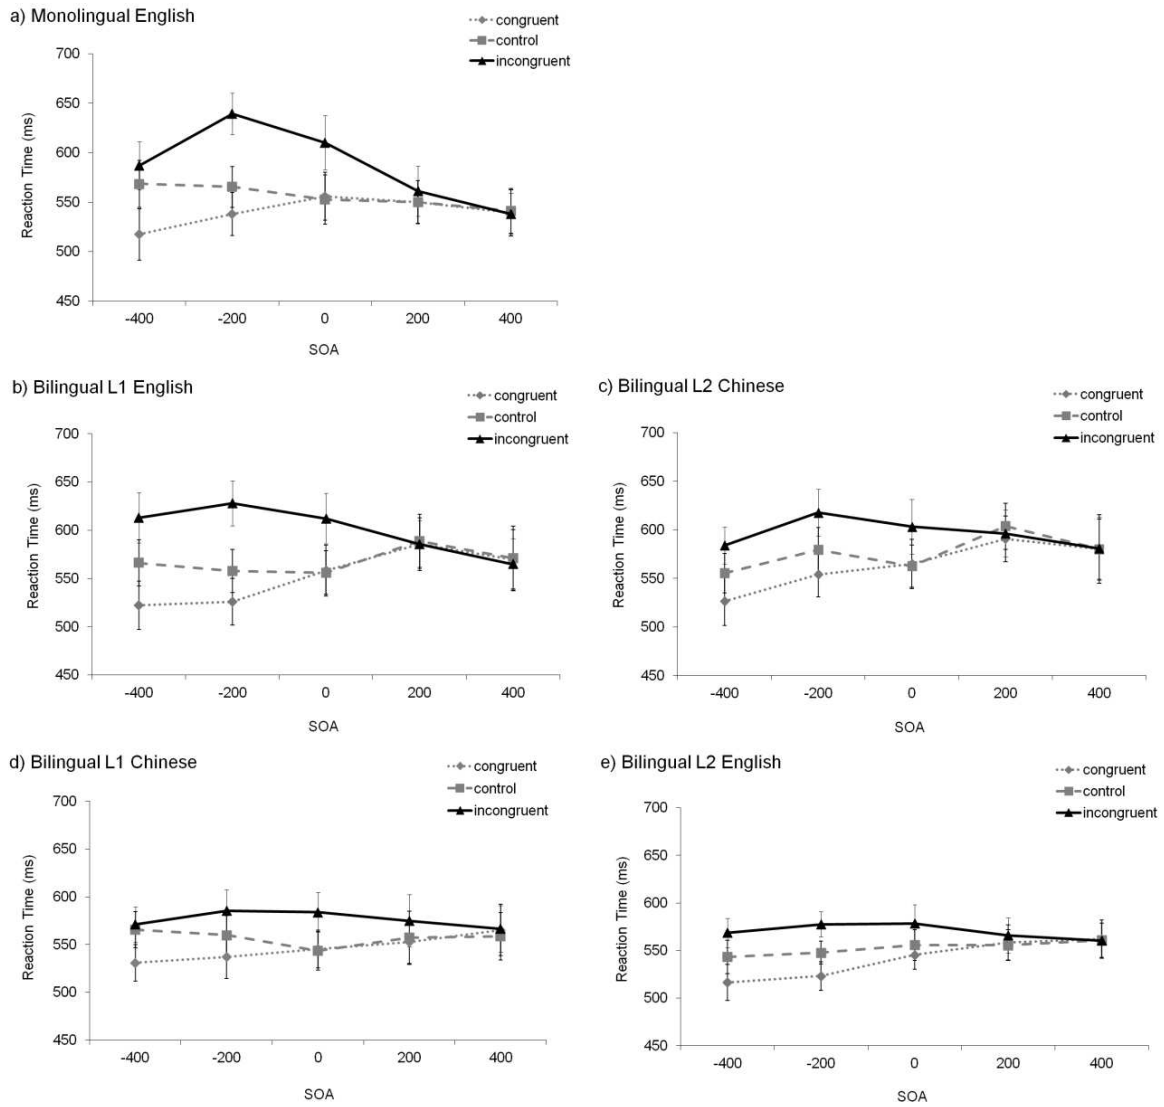 a) Monolingual English
congruent
control
incongruent
700
650
600
550
500
450
Reaction Time (ms)
-400 -200 0 200 400
SOA
b) Bilingual L1 English
congruent
control
incongruent
700
650
600
550
500
450
Reaction Time (ms)
-400 -200 0 200 400
SOA
c) Bilingual L2 Chinese
congruent
control
incongruent
700
650
600
550
500
450
Reaction Time (ms)
-400 -200 0 200 400
SOA
d) Bilingual L1 Chinese
congruent
control
incongruent
700
650
600
550
500
450
Reaction Time (ms)
-400 -200 0 200 400
SOA
e) Bilingual L2 English
congruent
control
incongruent
700
650
600
550
500
450
Reaction Time (ms)
-400 -200 0 200 400
SOA